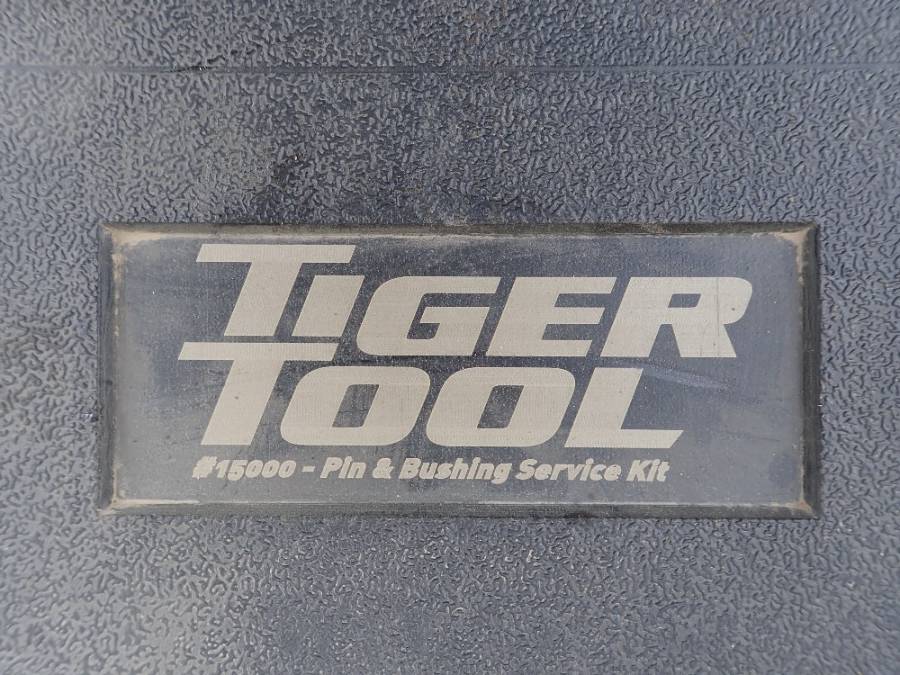 TiGER
TOOL
#15000 - Pin & Bushing Service Kit